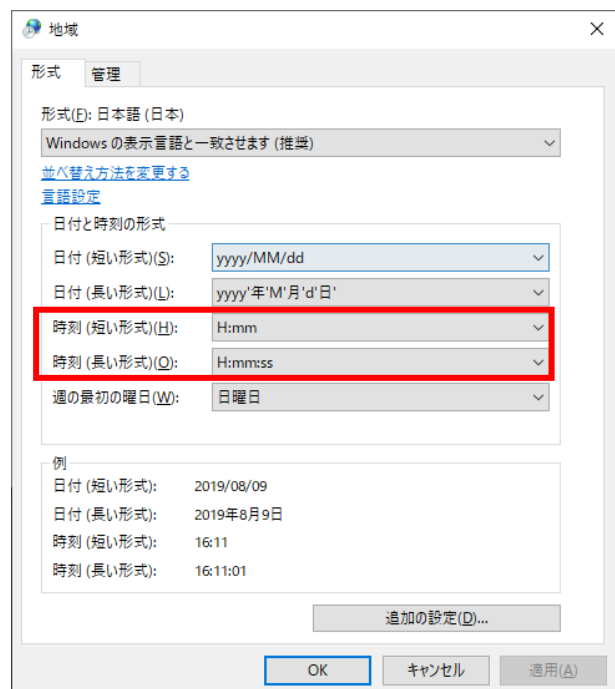 地域
形式 管理
形式(F): 日本語 (日本)
Windows の表示言語と一致させます (推奨)
並べ替え方法を変更する
言語設定
日付と時刻の形式
日付 (短い形式)(S): yyyy/MM/dd
日付 (長い形式)(L): yyyy'年'M'月'd'日'
時刻 (短い形式)(H): H:mm
時刻 (長い形式)(O): H:mm:ss
週の最初の曜日(W): 日曜日
例
日付 (短い形式): 2019/08/09
日付 (長い形式): 2019年8月9日
時刻 (短い形式): 16:11
時刻 (長い形式): 16:11:01
追加の設定(D)...
OK キャンセル 適用(A)